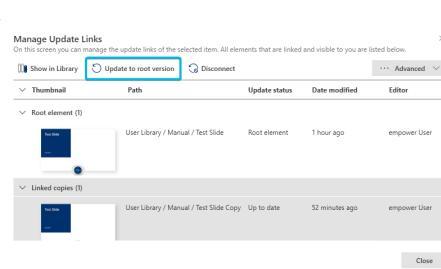 Manage Update Links
On this screen you can manage the update links of the selected item. All elements that are linked and visible to you are listed below.
Show in Library Update to root version Disconnect ··· Advanced
Thumbnail Path Update status Date modified Editor
Root element (1)
Test Slide
User Library / Manual / Test Slide Root element 1 hour ago empower User
Linked copies (1)
Test Slide
User Library / Manual / Test Slide Copy Up to date 52 minutes ago empower User
Close